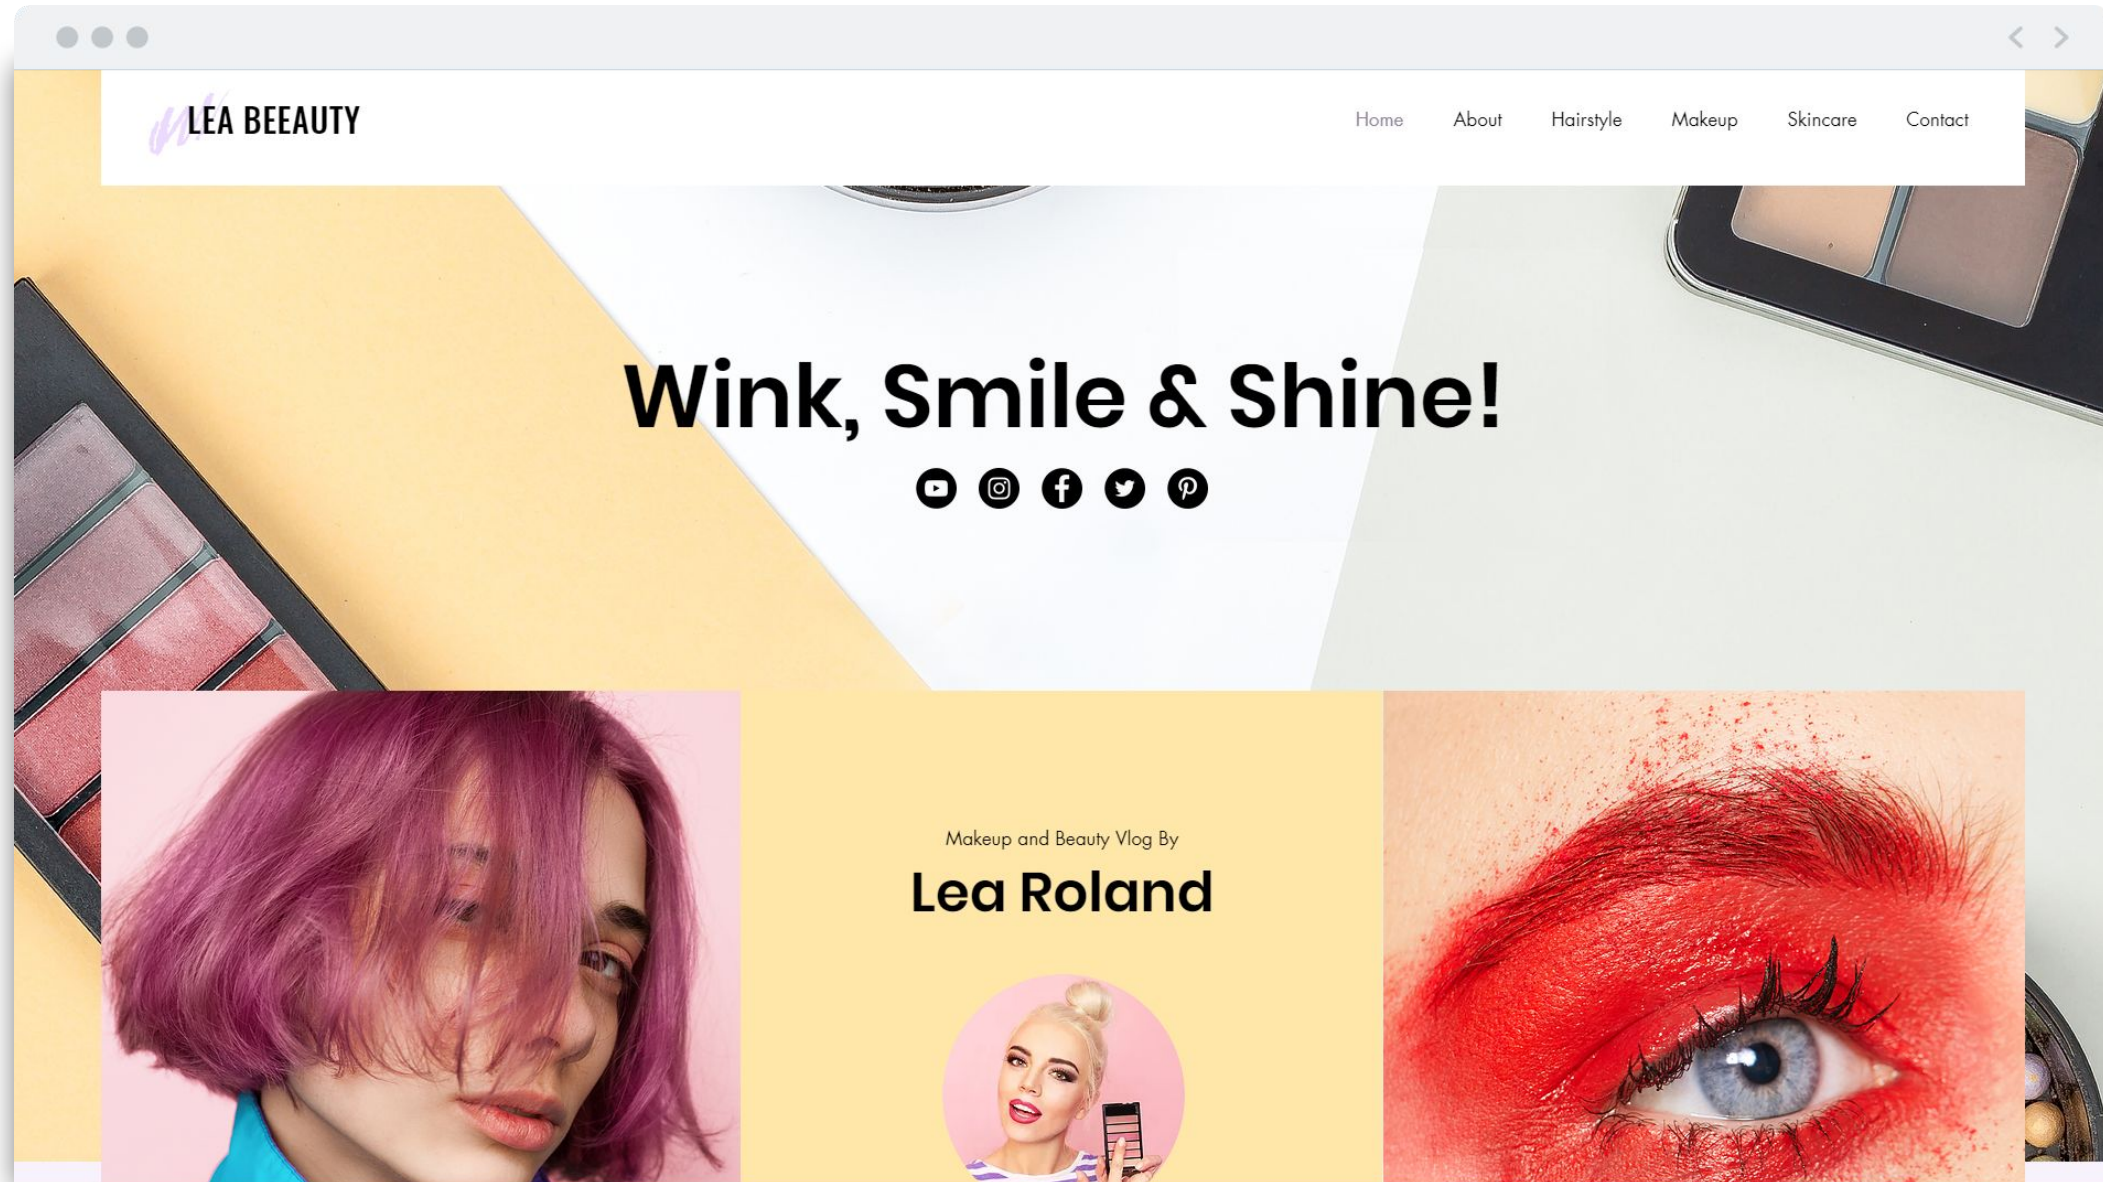 LEA BEEAUTY
Home About Hairstyle Makeup Skincare Contact
Wink, Smile & Shine!
Makeup and Beauty Vlog By
Lea Roland